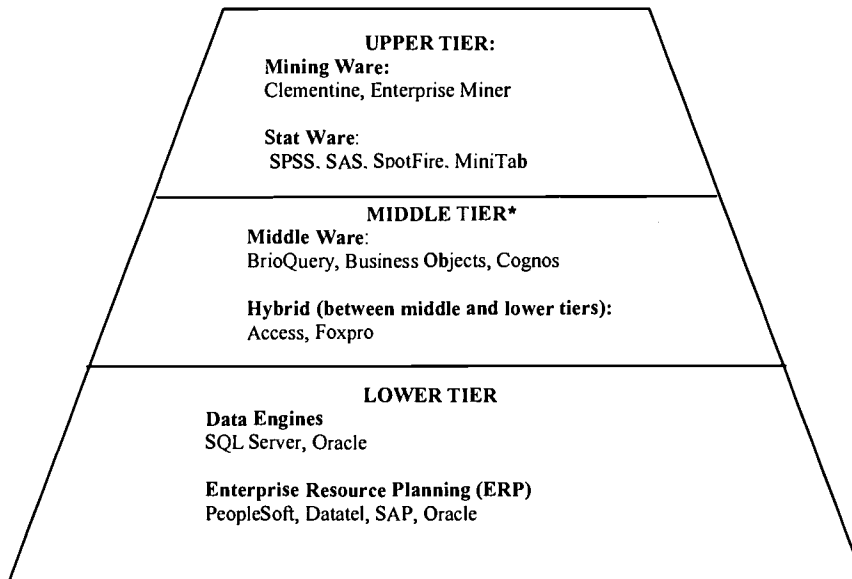 UPPER TIER:
Mining Ware:
Clementine, Enterprise Miner
Stat Ware:
SPSS, SAS, SpotFire, MiniTab
MIDDLE TIER*
Middle Ware:
BrioQuery, Business Objects, Cognos
Hybrid (between middle and lower tiers):
Access, Foxpro
LOWER TIER
Data Engines
SQL Server, Oracle
Enterprise Resource Planning (ERP)
PeopleSoft, Datatel, SAP, Oracle